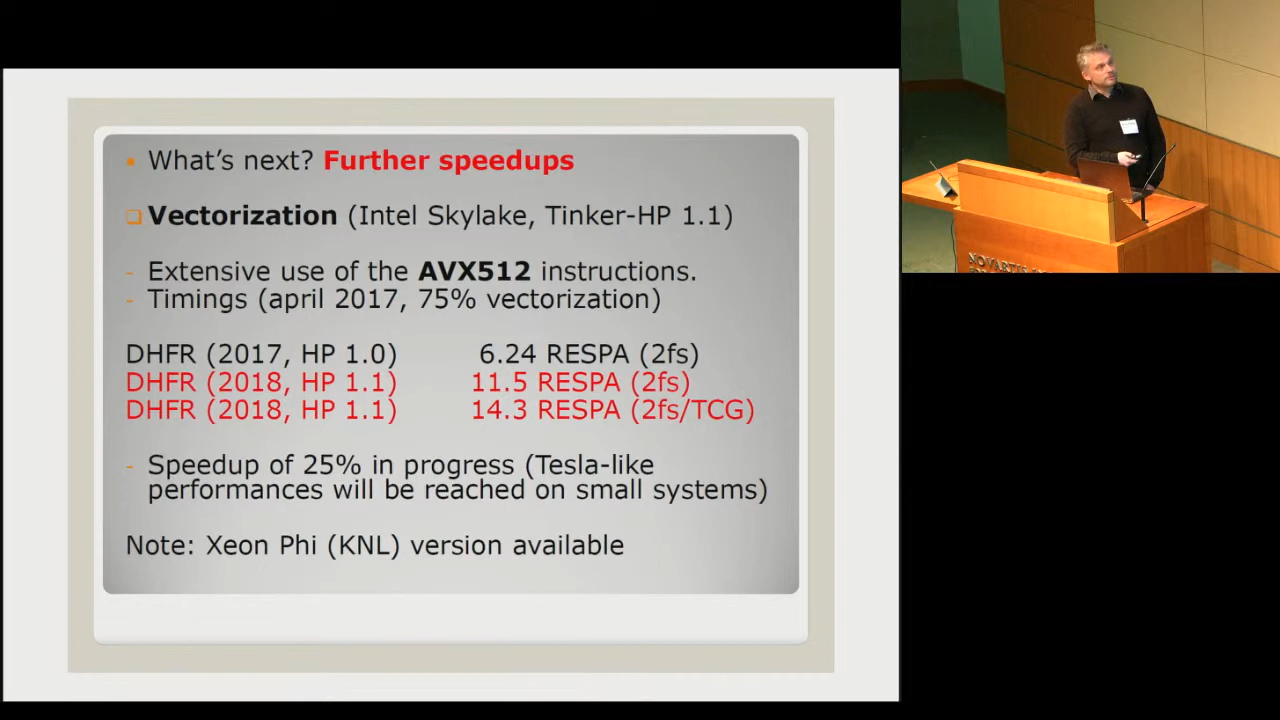 What's next? Further speedups
Vectorization (Intel Skylake, Tinker-HP 1.1)
- Extensive use of the AVX512 instructions.
- Timings (april 2017, 75% vectorization)
DHFR (2017, HP 1.0) 6.24 RESPA (2fs)
DHFR (2018, HP 1.1) 11.5 RESPA (2fs)
DHFR (2018, HP 1.1) 14.3 RESPA (2fs/TCG)
- Speedup of 25% in progress (Tesla-like
performances will be reached on small systems)
Note: Xeon Phi (KNL) version available
NOVARTIS